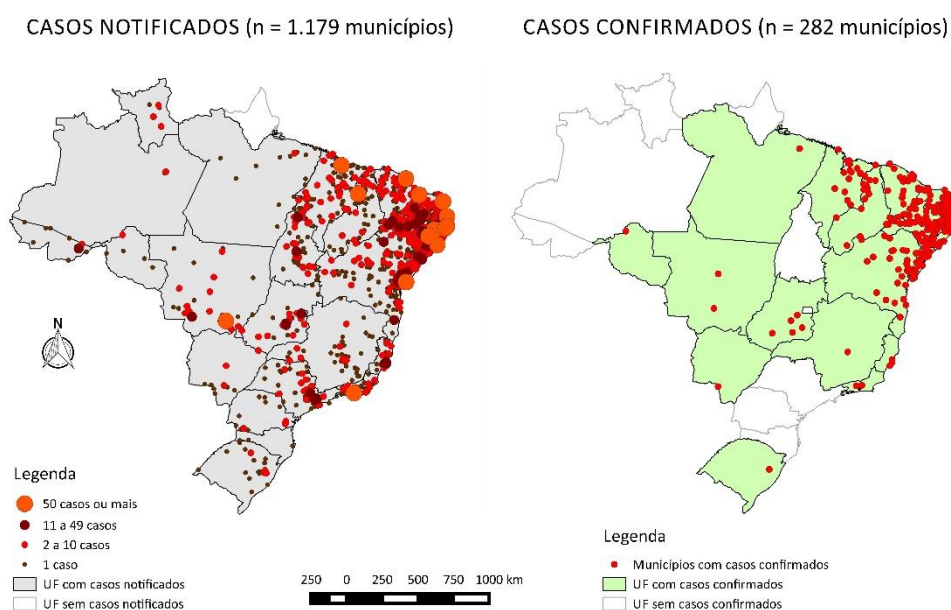 CASOS NOTIFICADOS (n = 1.179 municípios)
CASOS CONFIRMADOS (n = 282 municípios)
N
Legenda
50 casos ou mais
11 a 49 casos
2 a 10 casos
1 caso
UF com casos notificados
UF sem casos notificados
250 0 250 500 750 1000 km
Legenda
Municípios com casos confirmados
UF com casos confirmados
UF sem casos confirmados